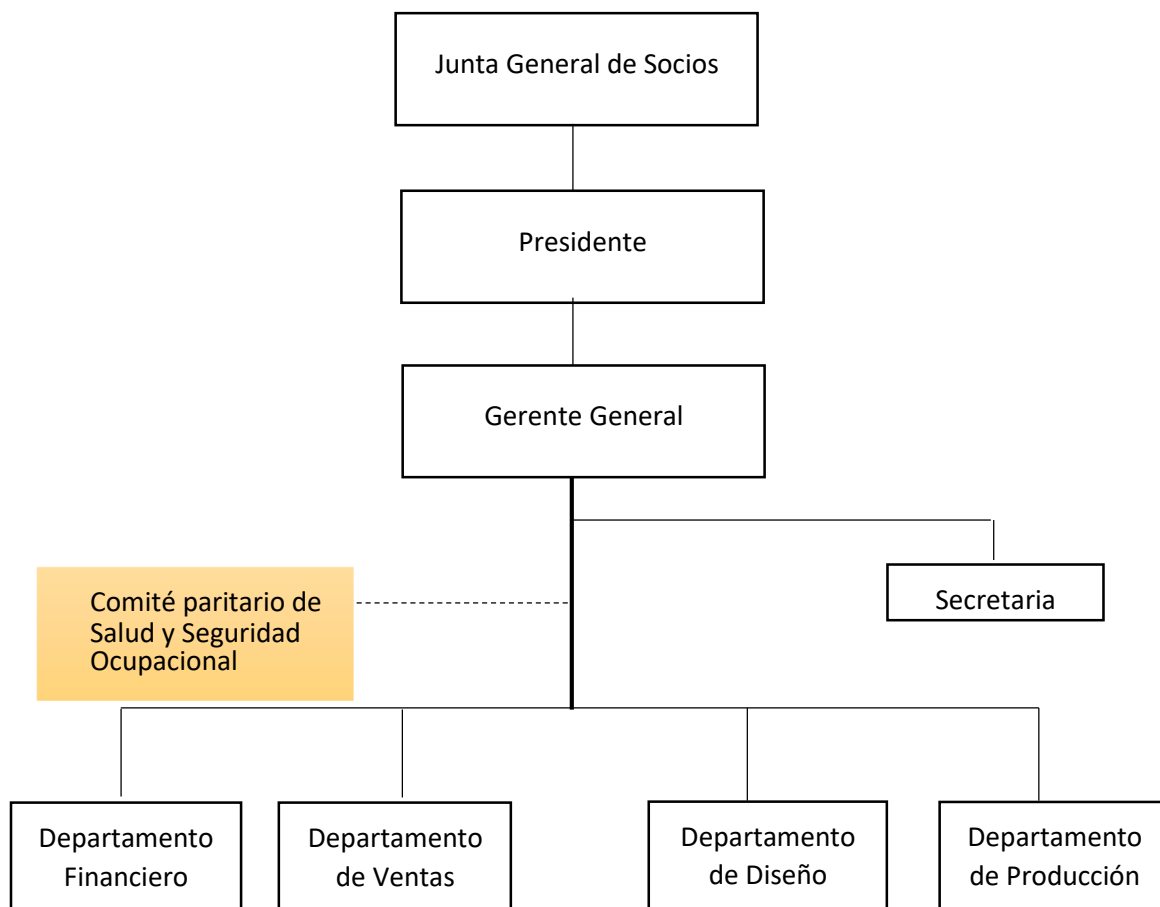 Junta General de Socios
Presidente
Gerente General
Secretaria
Comité paritario de
Salud y Seguridad
Ocupacional
Departamento
Financiero
Departamento
de Ventas
Departamento
de Diseño
Departamento
de Producción